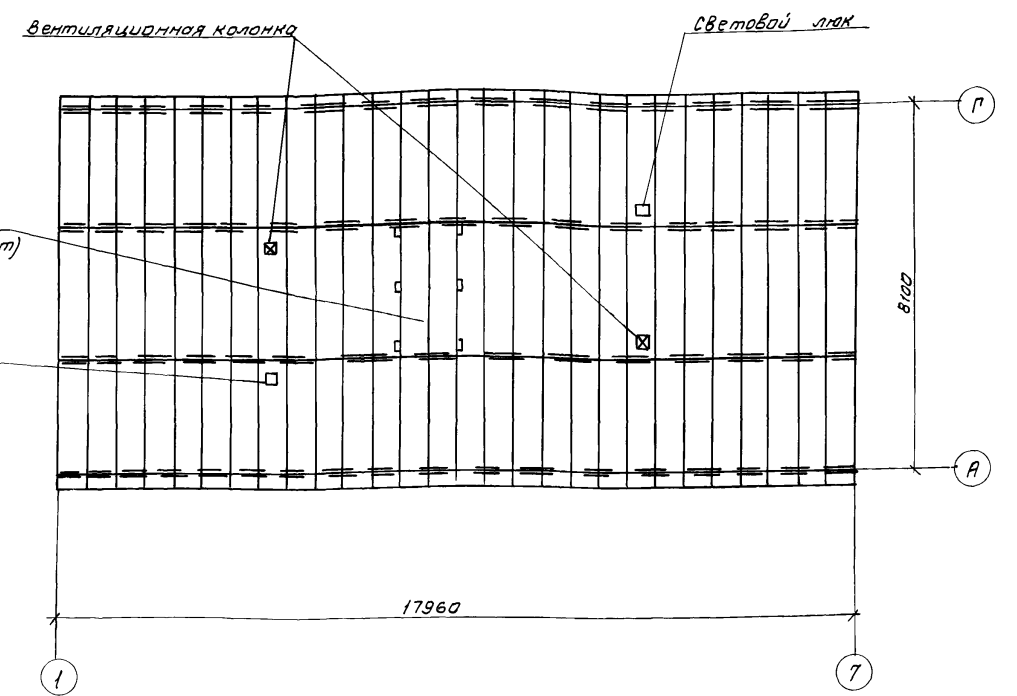 Вентиляционная колонка
Световой люк
Г
т)
8100
А
17960
1
7